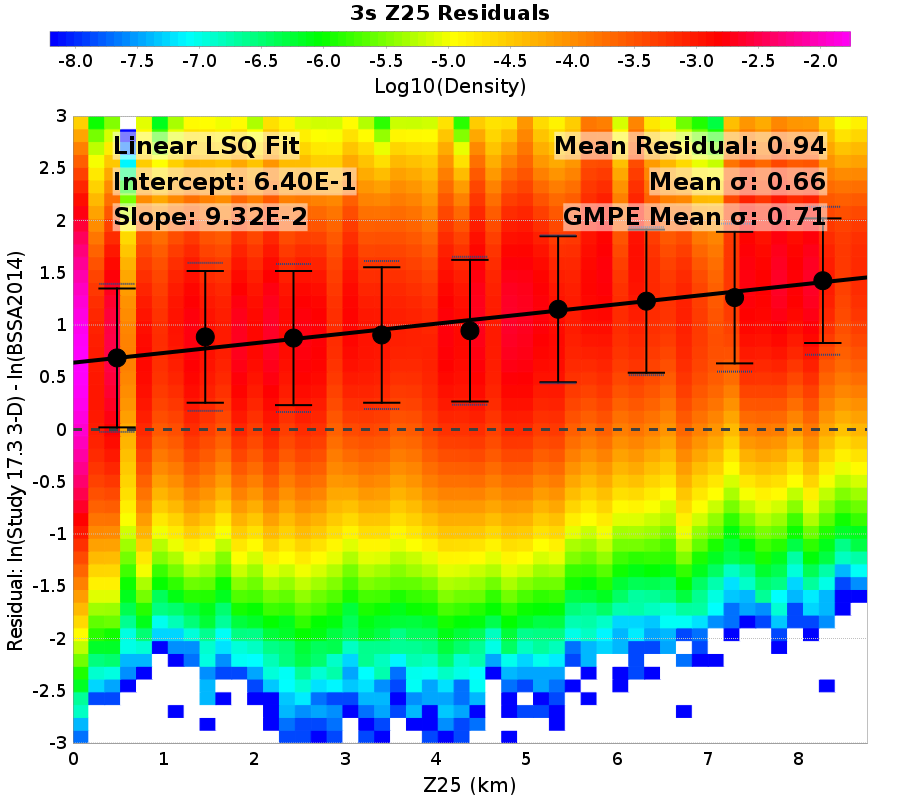 3s Z25 Residuals
-8.0 -7.5 -7.0 -6.5 -6.0 -5.5 -5.0 -4.5 -4.0 -3.5 -3.0 -2.5 -2.0
Log10(Density)
Linear LSQ Fit
Intercept: 6.40E-1
Slope: 9.32E-2
Mean Residual: 0.94
Mean σ: 0.66
GMPE Mean σ: 0.71
Residual: ln(Study 17.3 3-D) - ln(BSSA2014)
3
2.5
2
1.5
1
0.5
0
-0.5
-1
-1.5
-2
-2.5
-3
0 1 2 3 4 5 6 7 8
Z25 (km)